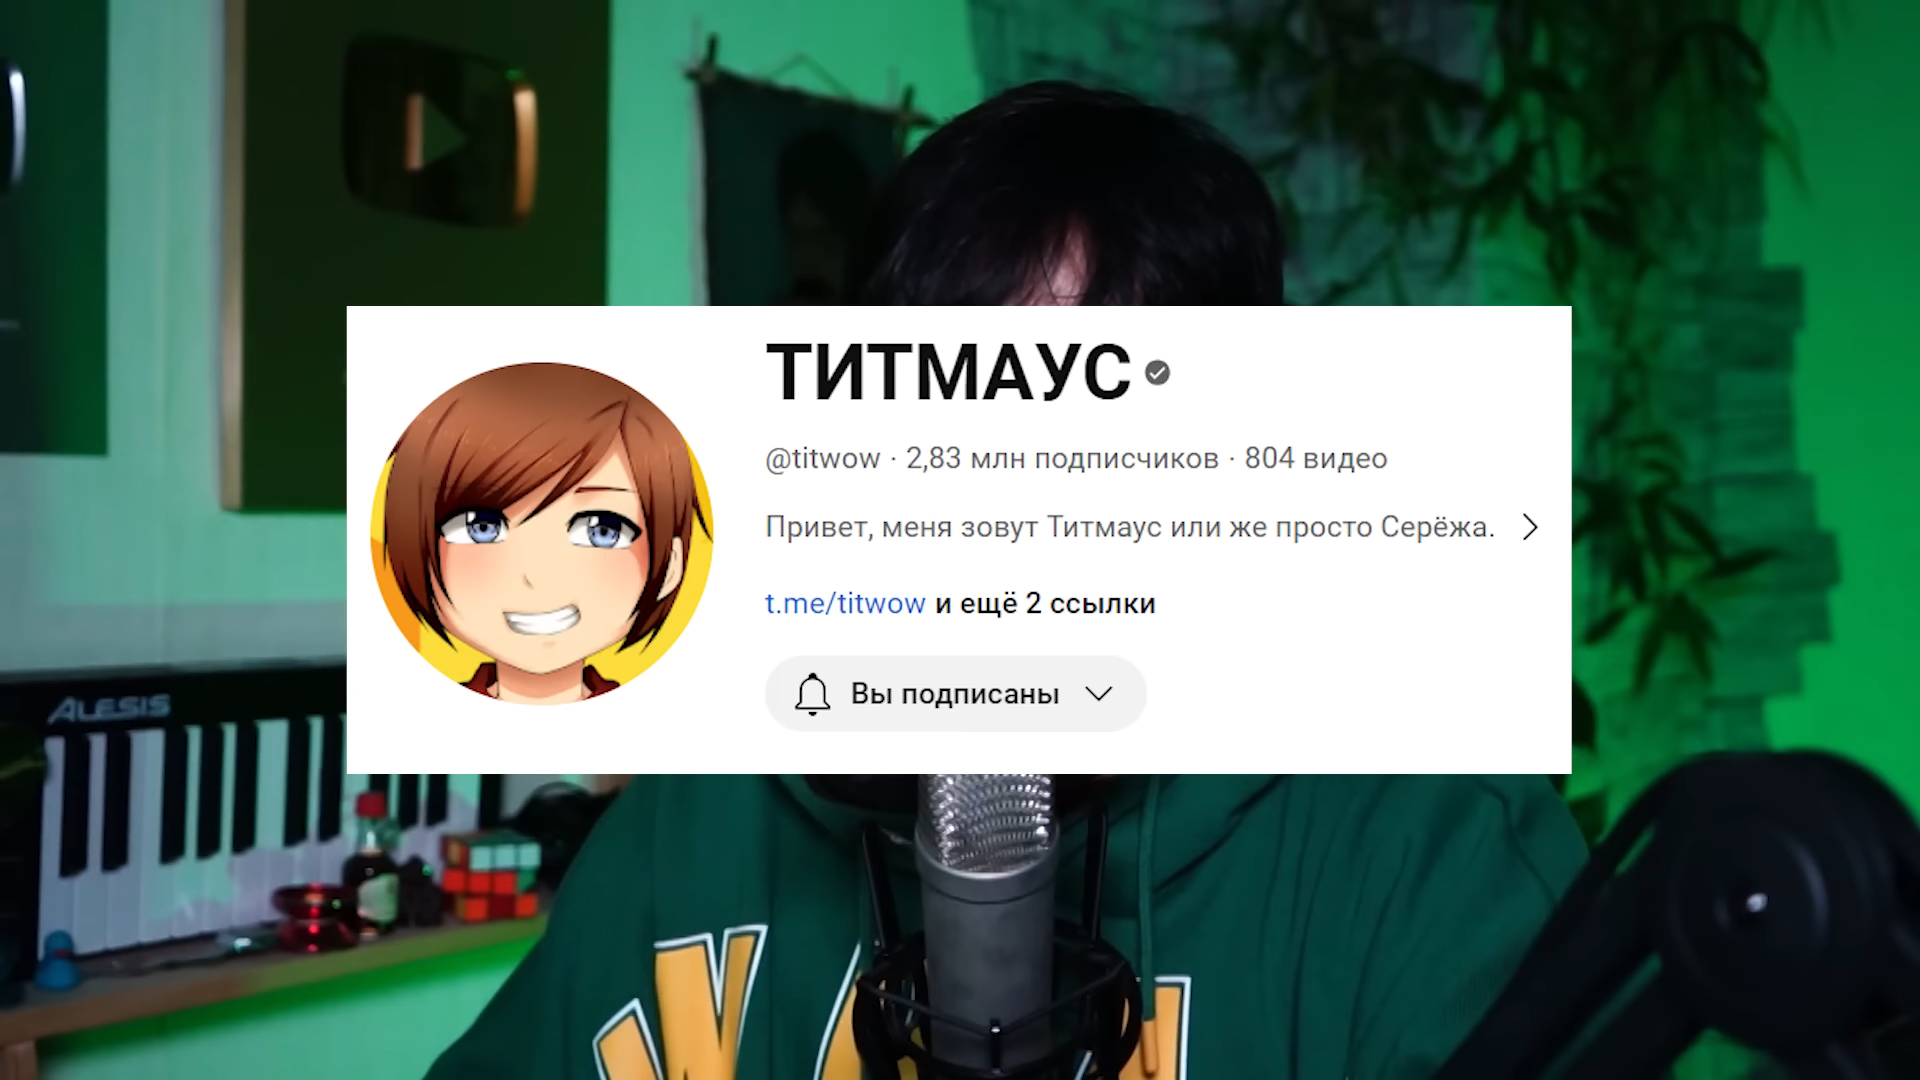 ТИТМАУС
@titwow · 2,83 млн подписчиков · 804 видео
Привет, меня зовут Титмаус или же просто Серёжа.
t.me/titwow и ещё 2 ссылки
Вы подписаны
ALESIS